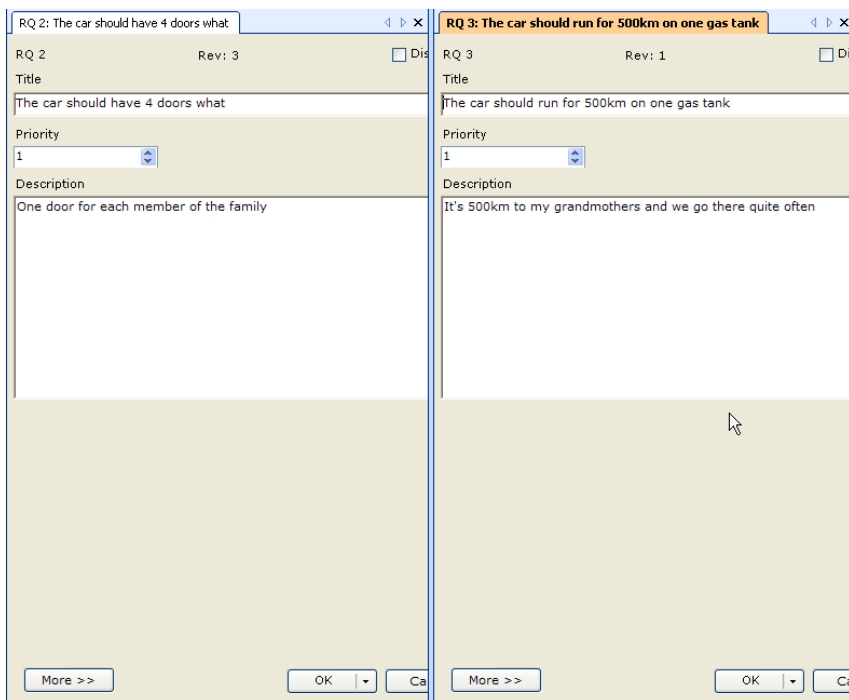 RQ 2: The car should have 4 doors what
RQ 2 Rev: 3 Dis
Title
The car should have 4 doors what
Priority
1
Description
One door for each member of the family
More >> OK Ca
RQ 3: The car should run for 500km on one gas tank
RQ 3 Rev: 1 Di
Title
The car should run for 500km on one gas tank
Priority
1
Description
It's 500km to my grandmothers and we go there quite often
More >> OK Ca